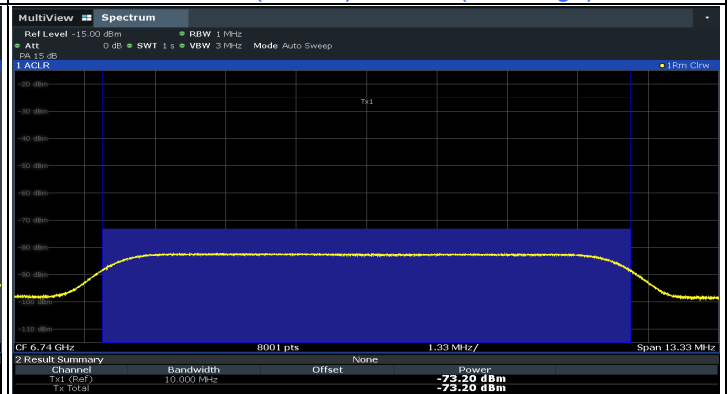 MultiView Spectrum
Ref Level -15.00 dBm RBW 1 MHz
Att 0 dB SWT 1 s VBW 3 MHz Mode Auto Sweep
PA 15 dB
1 ACLR 1Rm Clrw
-20 dBm
Tx1
-30 dBm
-40 dBm
-50 dBm
-60 dBm
-70 dBm
-80 dBm
-90 dBm
-100 dBm
-110 dBm
CF 6.74 GHz 8001 pts 1.33 MHz/ Span 13.33 MHz
2 Result Summary None
Channel Bandwidth Offset Power
Tx1 (Ref) 10.000 MHz -73.20 dBm
Tx Total -73.20 dBm